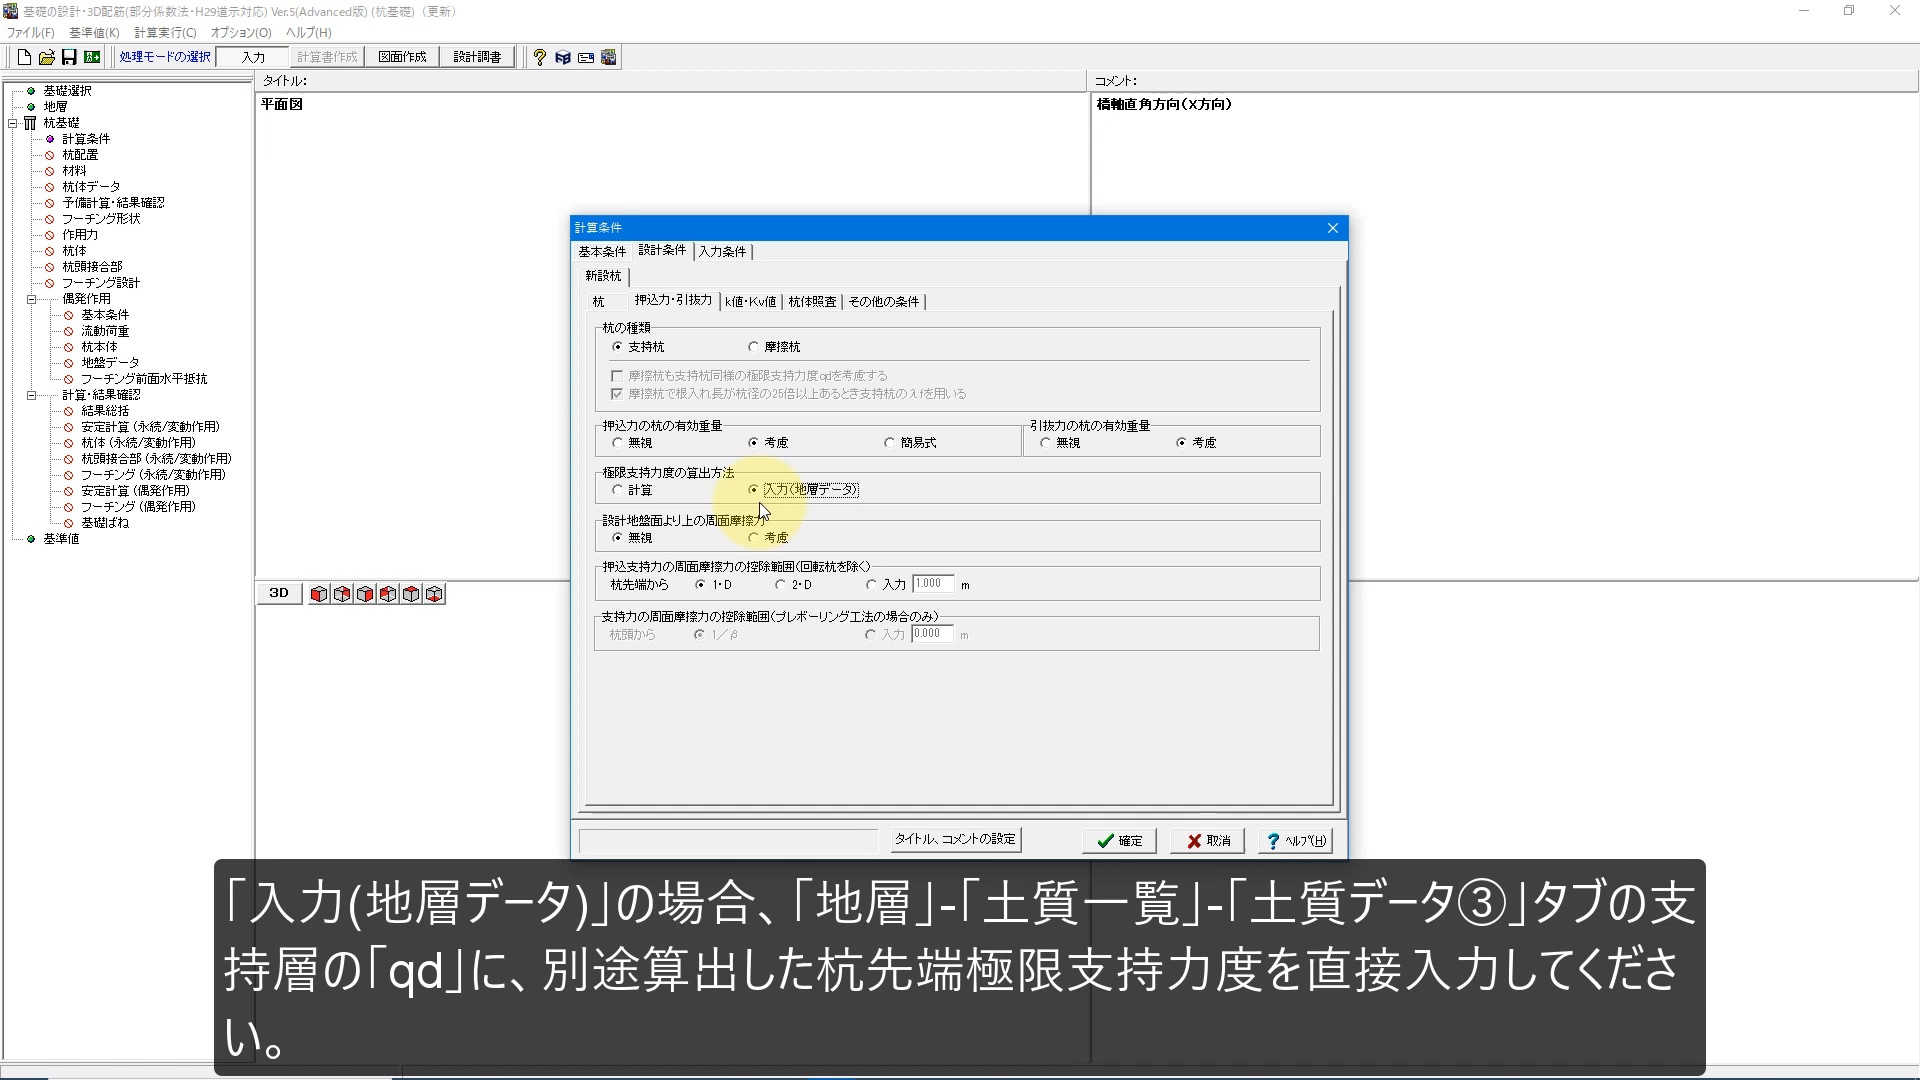 基礎の設計・3D配筋(部分係数法・H29道示対応) Ver.5(Advanced版) (杭基礎) (更新)
ファイル(F) 基準値(K) 計算実行(C) オプション(O) ヘルプ(H)
処理モードの選択 入力 計算書作成 図面作成 設計調書
基礎選択
地層
杭基礎
計算条件
杭配置
材料
杭体データ
予備計算・結果確認
フーチング形状
作用力
杭体
杭頭接合部
フーチング設計
偶発作用
基本条件
流動荷重
杭本体
地盤データ
フーチング前面水平抵抗
計算・結果確認
結果総括
安定計算 (永続/変動作用)
杭体 (永続/変動作用)
杭頭接合部 (永続/変動作用)
フーチング (永続/変動作用)
安定計算 (偶発作用)
フーチング (偶発作用)
基礎ばね
基準値
タイトル:
平面図
コメント:
橋軸直角方向(X方向)
3D
計算条件
基本条件 設計条件 入力条件
新設杭
杭 押込力・引抜力 k値・Kv値 杭体照査 その他の条件
杭の種類
支持杭 摩擦杭
摩擦杭も支持杭同様の極限支持力度qdを考慮する
摩擦杭で根入れ長が杭径の25倍以上あるとき支持杭のλfを用いる
押込力の杭の有効重量
無視 考慮 簡易式
引抜力の杭の有効重量
無視 考慮
極限支持力度の算出方法
計算 入力(地層データ)
設計地盤面より上の周面摩擦力
無視 考慮
押込支持力の周面摩擦力の控除範囲(回転杭を除く)
杭先端から 1・D 2・D 入力 1.000 m
支持力の周面摩擦力の控除範囲(プレボーリング工法の場合のみ)
杭頭から 1/β 入力 0.000 m
タイトル、コメントの設定 確定 取消 ? ヘルプ(H)
「入力(地層データ)」の場合、「地層」-「土質一覧」-「土質データ③」タブの支
持層の「qd」に、別途算出した杭先端極限支持力度を直接入力してくださ
い。